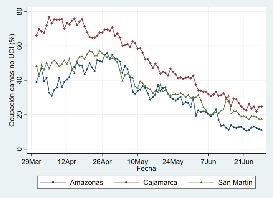 Ocupación camas de UCI (%)
80
60
40
20
0
29Mar 12Apr 26Apr 10May 24May 7Jun 21Jun
Fecha
Amazonas Cajamarca San Martín